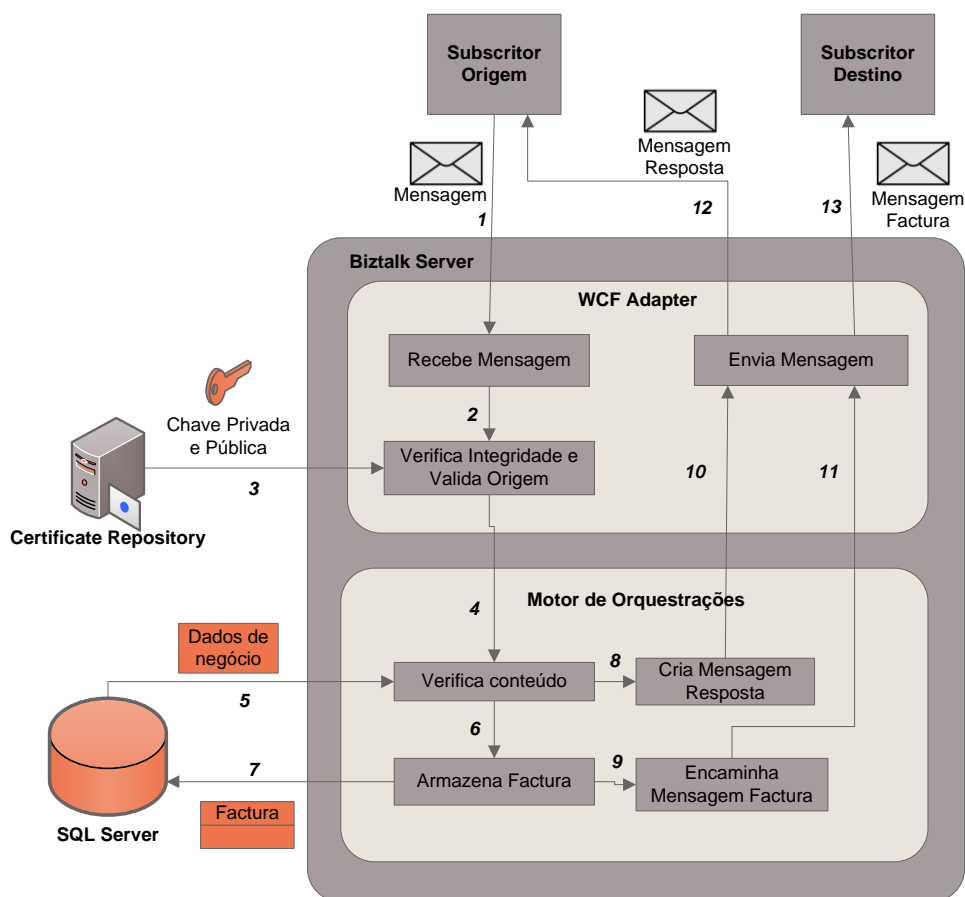 Subscritor
Origem
Subscritor
Destino
Mensagem
Mensagem
Resposta
Mensagem
Factura
1
12
13
Biztalk Server
WCF Adapter
Recebe Mensagem
Envia Mensagem
Chave Privada
e Pública
2
Verifica Integridade e
Valida Origem
3
10
11
Certificate Repository
Motor de Orquestrações
4
Dados de
negócio
5
Verifica conteúdo
8
Cria Mensagem
Resposta
6
7
Armazena Factura
9
Encaminha
Mensagem Factura
Factura
SQL Server